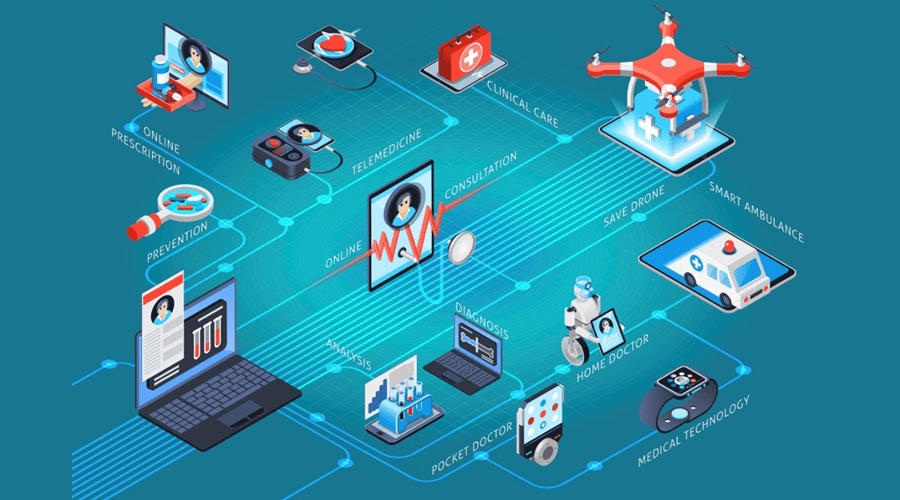 CLINICAL CARE
ONLINE
PRESCRIPTION
TELEMEDICINE
CONSULTATION
SMART AMBULANCE
SAVE DRONE
PREVENTION
ONLINE
DIAGNOSIS
ANALYSIS
HOME DOCTOR
POCKET DOCTOR
MEDICAL TECHNOLOGY